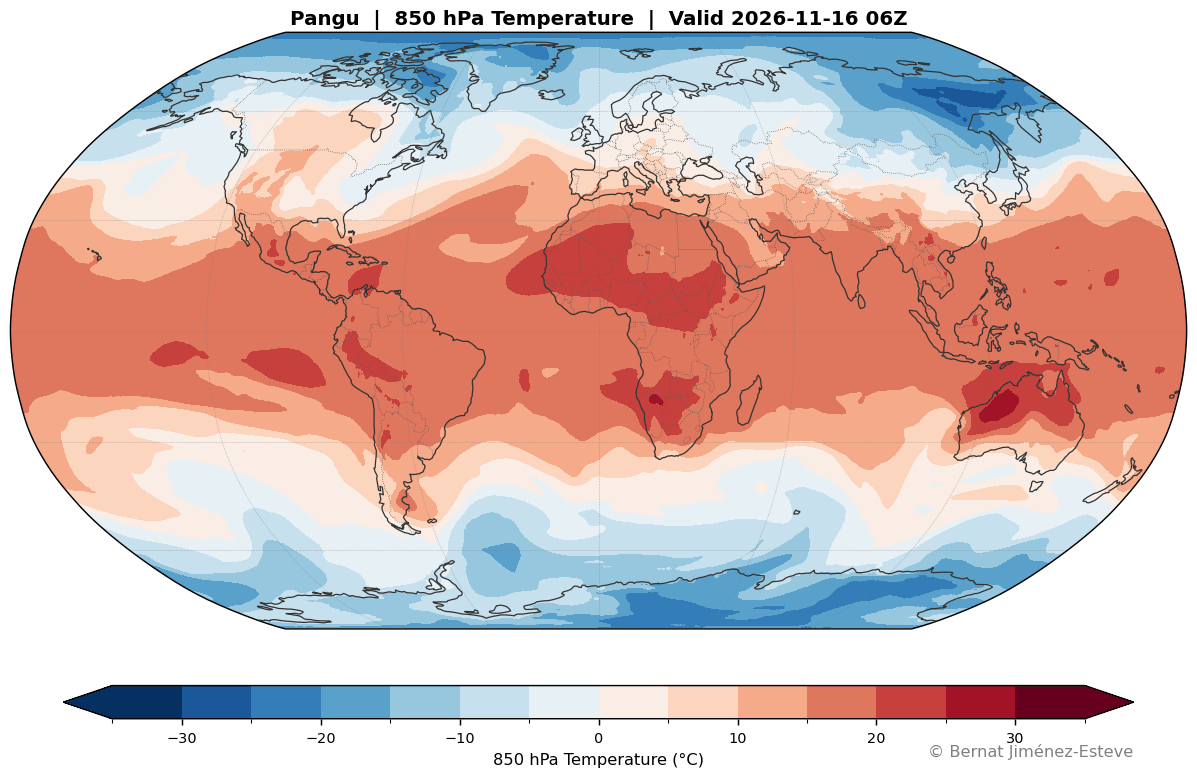 Pangu | 850 hPa Temperature | Valid 2026-11-16 06Z
−30 −20 −10 0 10 20 30
850 hPa Temperature (°C)
© Bernat Jiménez-Esteve